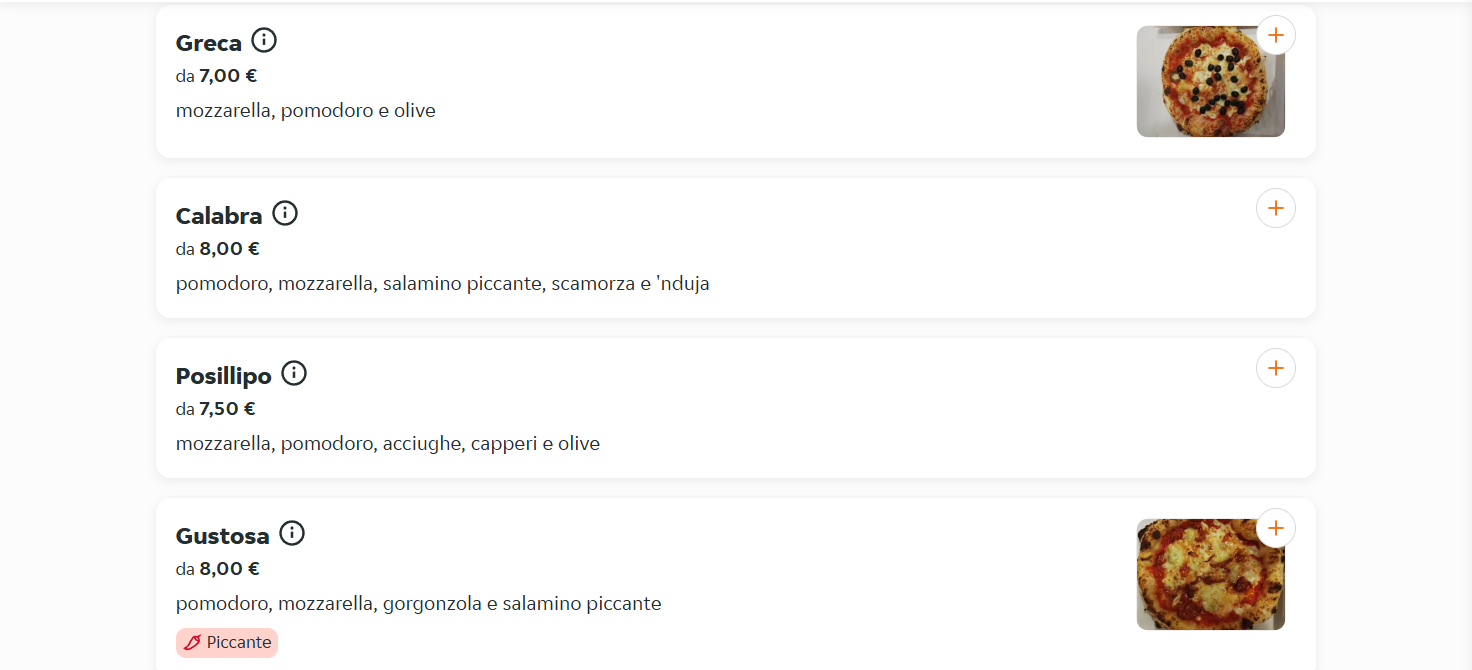 Greca
da 7,00 €
mozzarella, pomodoro e olive
Calabra
da 8,00 €
pomodoro, mozzarella, salamino piccante, scamorza e 'nduja
Posillipo
da 7,50 €
mozzarella, pomodoro, acciughe, capperi e olive
Gustosa
da 8,00 €
pomodoro, mozzarella, gorgonzola e salamino piccante
Piccante